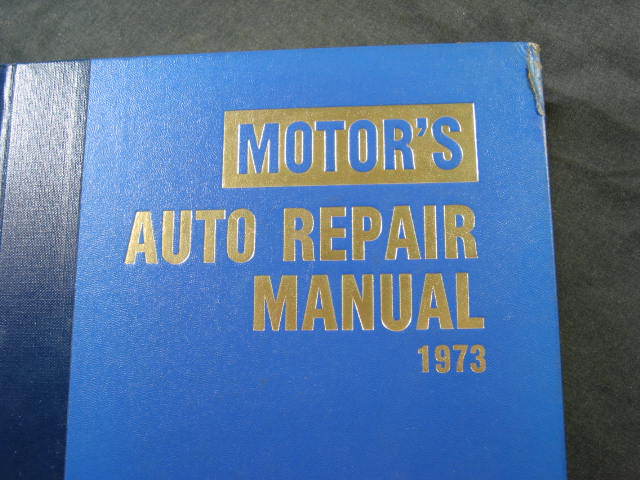 MOTOR'S
AUTO REPAIR
MANUAL
1973